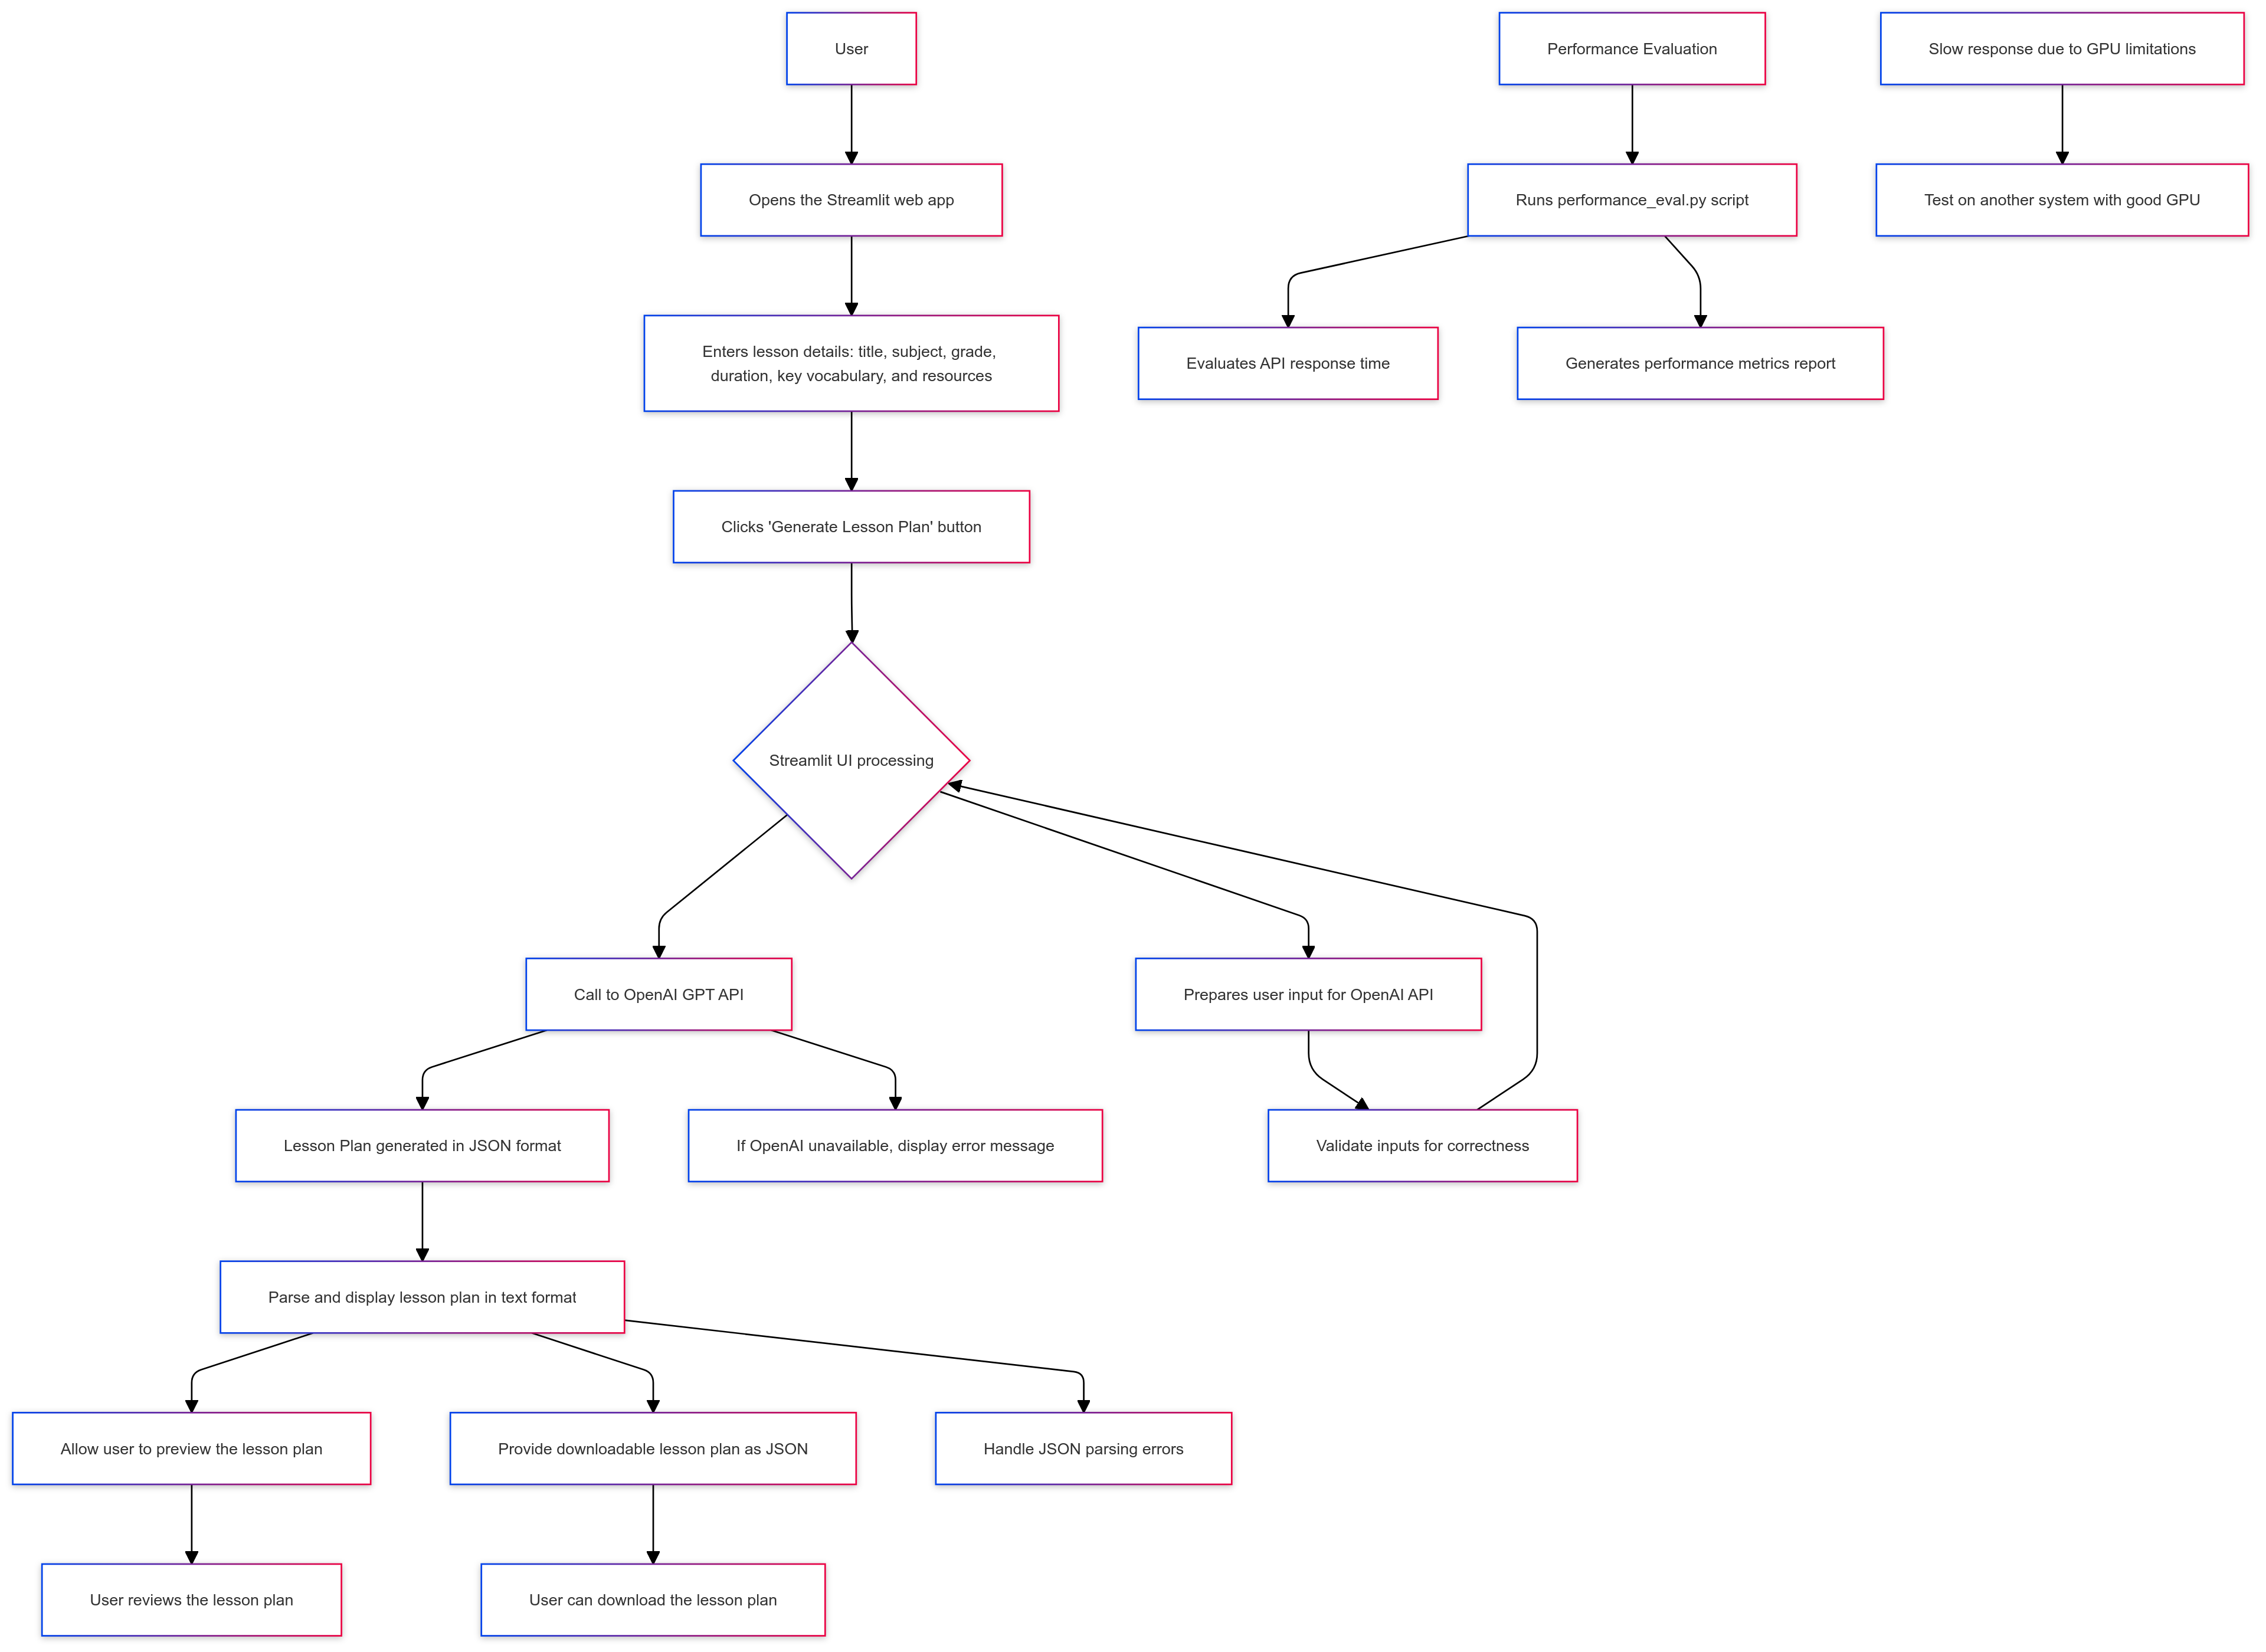 User
Performance Evaluation
Slow response due to GPU limitations
Opens the Streamlit web app
Runs performance_eval.py script
Test on another system with good GPU
Enters lesson details: title, subject, grade,
duration, key vocabulary, and resources
Evaluates API response time
Generates performance metrics report
Clicks 'Generate Lesson Plan' button
Streamlit UI processing
Call to OpenAI GPT API
Prepares user input for OpenAI API
Lesson Plan generated in JSON format
If OpenAI unavailable, display error message
Validate inputs for correctness
Parse and display lesson plan in text format
Allow user to preview the lesson plan
Provide downloadable lesson plan as JSON
Handle JSON parsing errors
User reviews the lesson plan
User can download the lesson plan